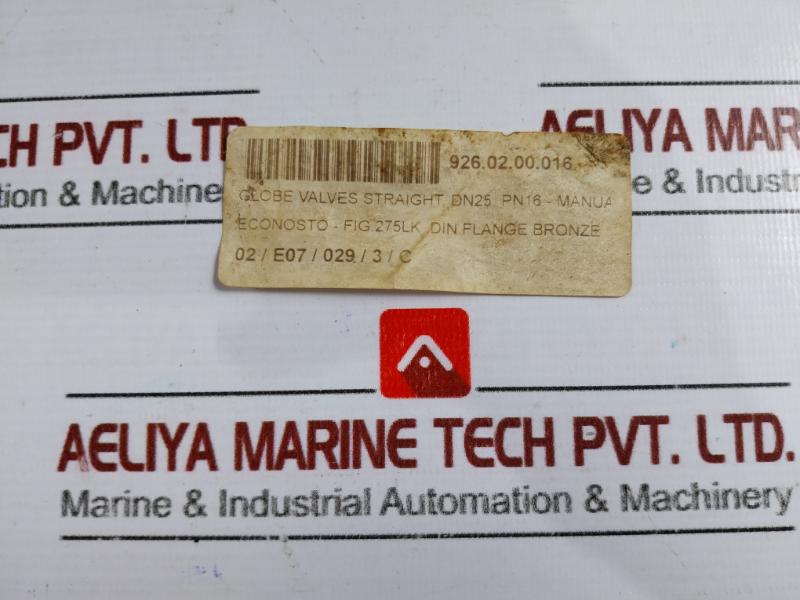 CH PVT. LTD
tion & Machine
AELIYA MAR
e & Industri
926.02.00.016
GLOBE VALVES STRAIGHT, DN25, PN16 - MANUA
ECONOSTO - FIG.275LK, DIN FLANGE BRONZE
02 / E07 / 029 / 3 / C
AELIYA MARINE TECH PVT. LTD.
Marine & Industrial Automation & Machinery